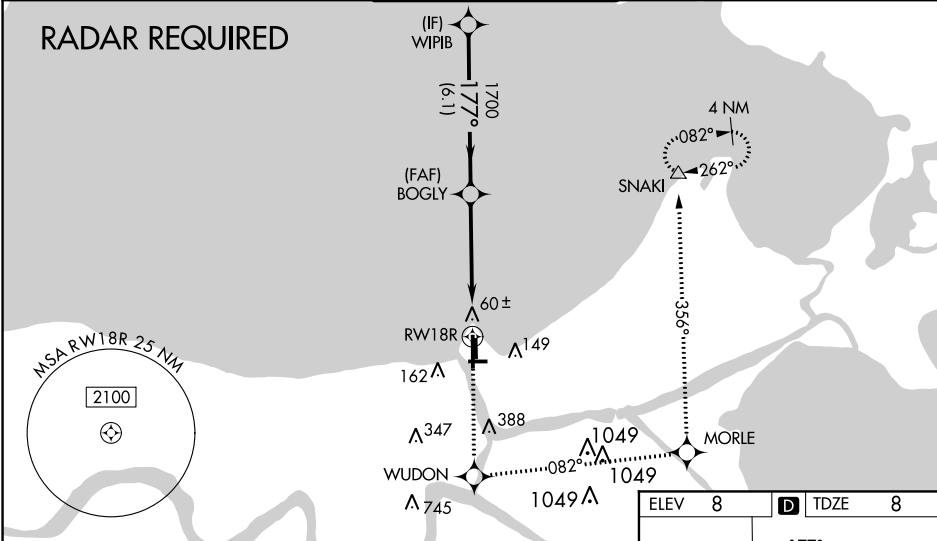 RADAR REQUIRED
(IF)
WIPIB
1700
177°
(6.1)
(FAF)
BOGLY
4 NM
082°
262°
SNAKI
356°
60±
RW18R
149
162
347
388
1049
1049
1049
MORLE
WUDON
082°
745
MSA RW18R 25 NM
2100
ELEV 8 D TDZE 8